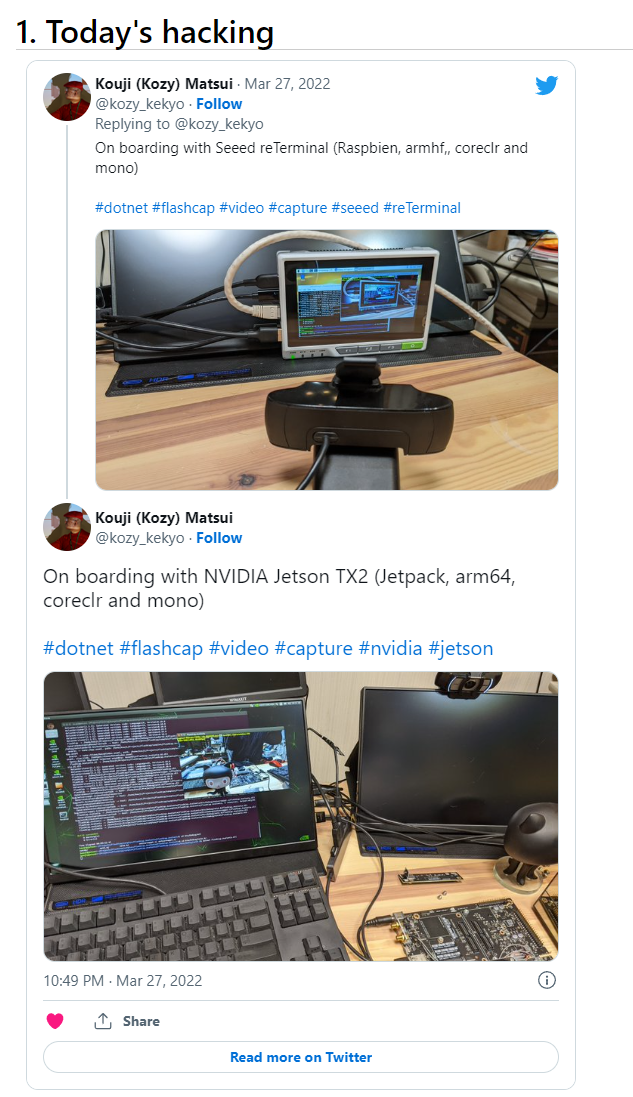 1. Today's hacking
Kouji (Kozy) Matsui · Mar 27, 2022
@kozy_kekyo · Follow
Replying to @kozy_kekyo
On boarding with Seeed reTerminal (Raspbien, armhf,, coreclr and
mono)
#dotnet #flashcap #video #capture #seeed #reTerminal
Kouji (Kozy) Matsui
@kozy_kekyo · Follow
On boarding with NVIDIA Jetson TX2 (Jetpack, arm64,
coreclr and mono)
#dotnet #flashcap #video #capture #nvidia #jetson
10:49 PM · Mar 27, 2022
Share
Read more on Twitter